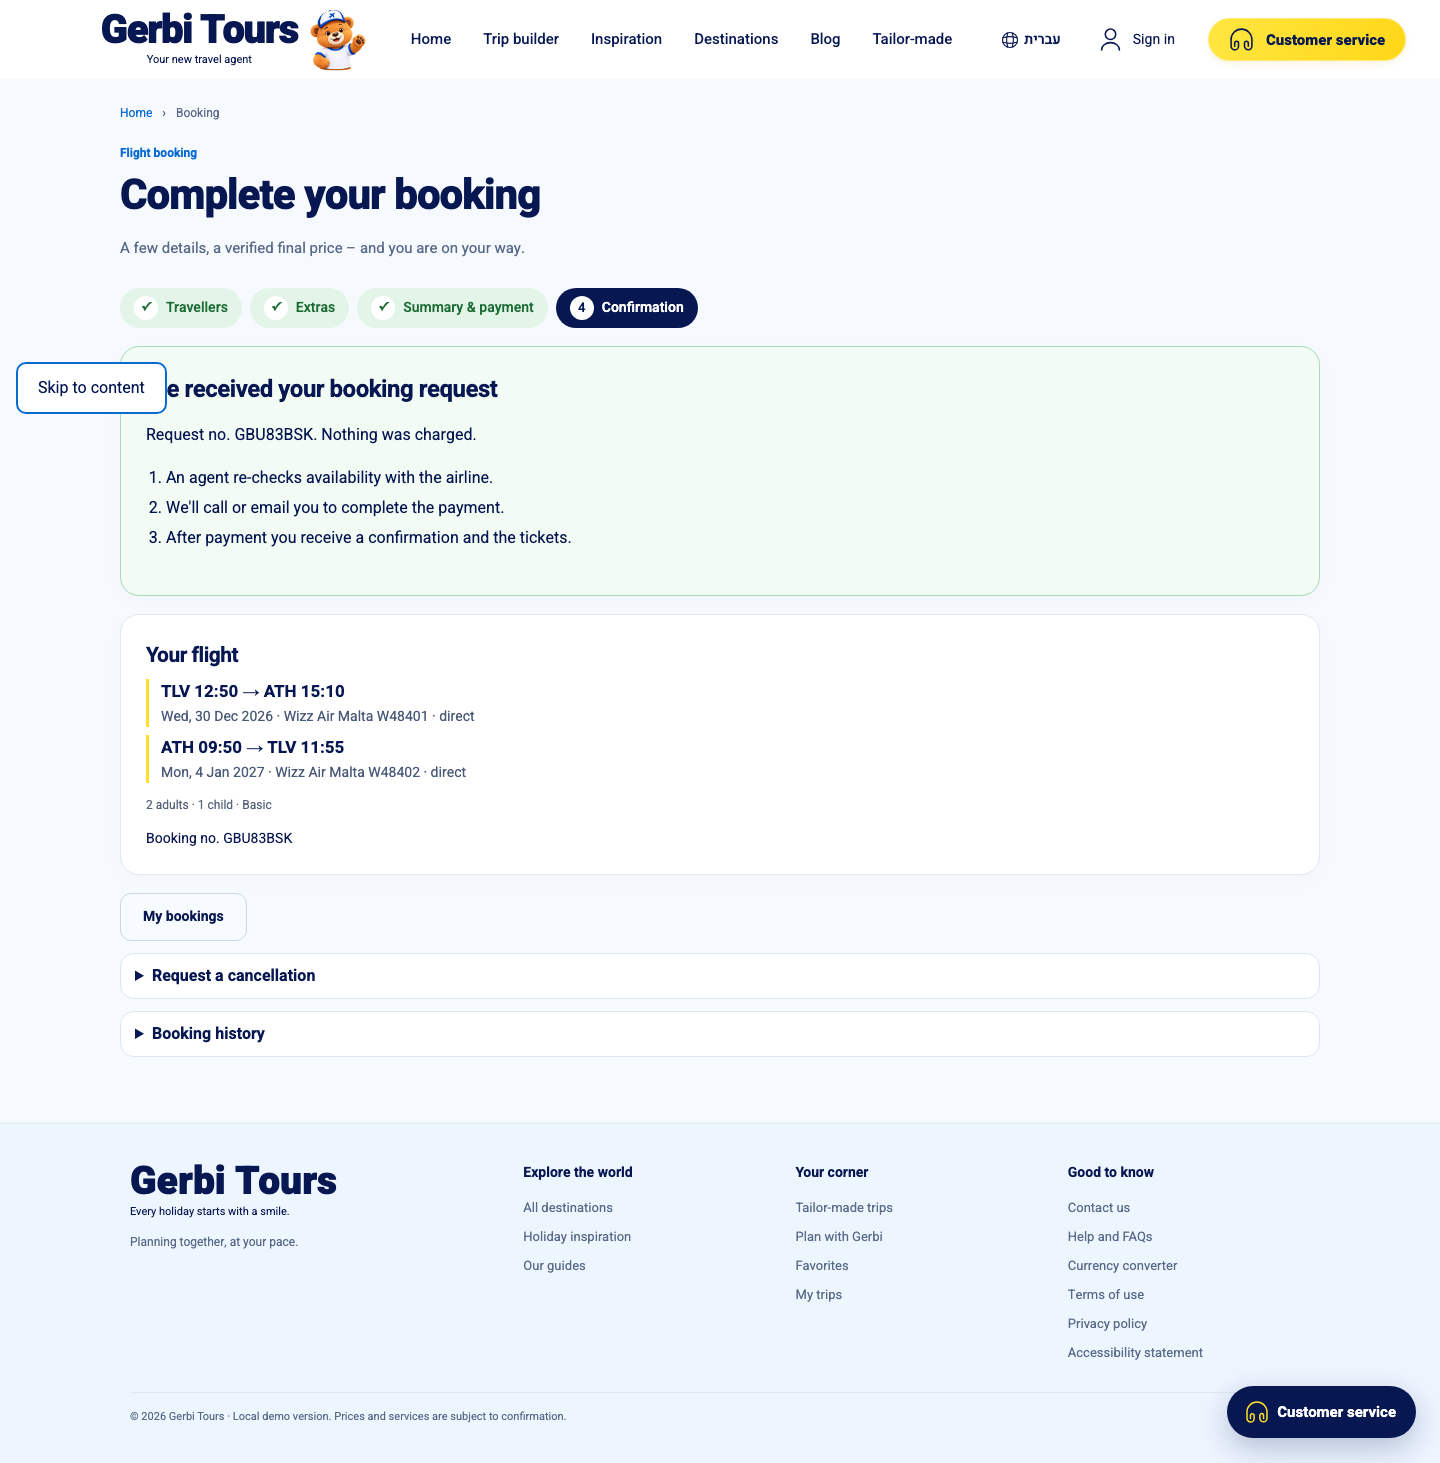 Gerbi Tours
Your new travel agent
Home
Trip builder
Inspiration
Destinations
Blog
Tailor-made
עברית
Sign in
Customer service
Home › Booking
Flight booking
Complete your booking
A few details, a verified final price – and you are on your way.
✓ Travellers
✓ Extras
✓ Summary & payment
4 Confirmation
Skip to content
e received your booking request
Request no. GBU83BSK. Nothing was charged.
1. An agent re-checks availability with the airline.
2. We'll call or email you to complete the payment.
3. After payment you receive a confirmation and the tickets.
Your flight
TLV 12:50 → ATH 15:10
Wed, 30 Dec 2026 · Wizz Air Malta W48401 · direct
ATH 09:50 → TLV 11:55
Mon, 4 Jan 2027 · Wizz Air Malta W48402 · direct
2 adults · 1 child · Basic
Booking no. GBU83BSK
My bookings
Request a cancellation
Booking history
Gerbi Tours
Every holiday starts with a smile.
Planning together, at your pace.
Explore the world
All destinations
Holiday inspiration
Our guides
Your corner
Tailor-made trips
Plan with Gerbi
Favorites
My trips
Good to know
Contact us
Help and FAQs
Currency converter
Terms of use
Privacy policy
Accessibility statement
© 2026 Gerbi Tours · Local demo version. Prices and services are subject to confirmation.
Customer service